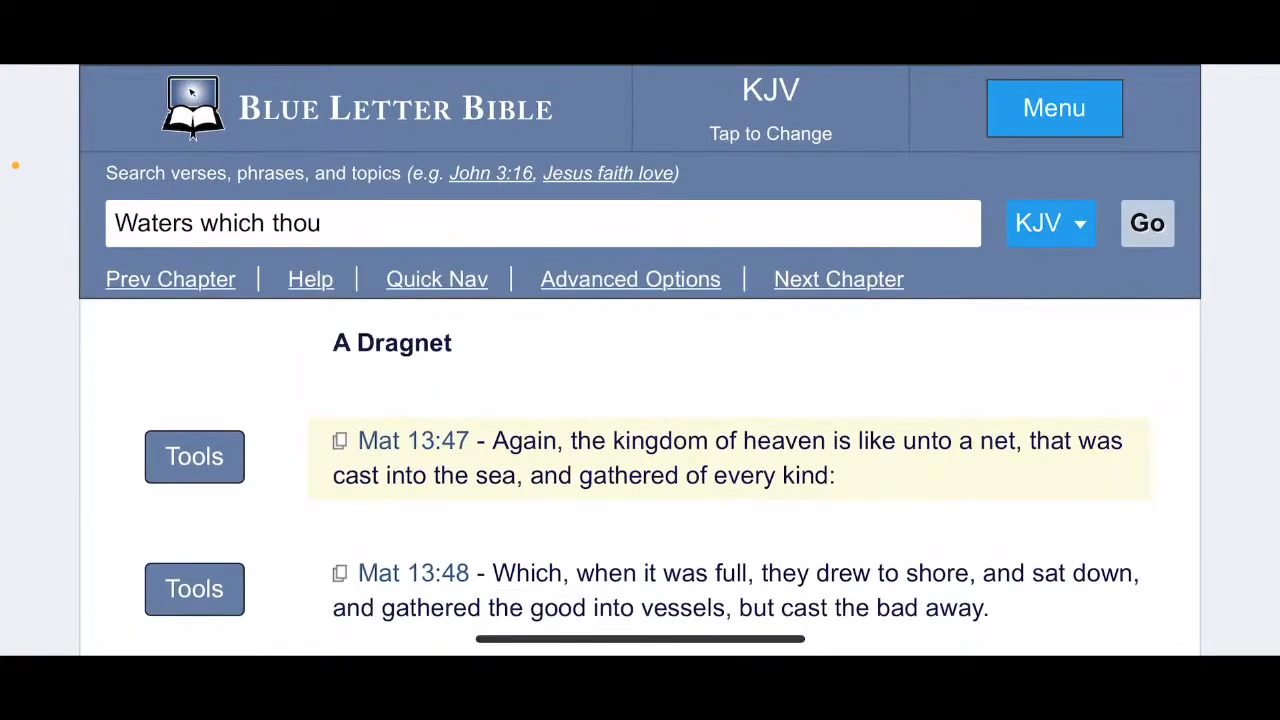 BLUE LETTER BIBLE
KJV
Tap to Change
Menu
Search verses, phrases, and topics (e.g. John 3:16, Jesus faith love)
Waters which thou
KJV
Go
Prev Chapter | Help | Quick Nav | Advanced Options | Next Chapter
A Dragnet
Tools
Mat 13:47 - Again, the kingdom of heaven is like unto a net, that was
cast into the sea, and gathered of every kind:
Tools
Mat 13:48 - Which, when it was full, they drew to shore, and sat down,
and gathered the good into vessels, but cast the bad away.